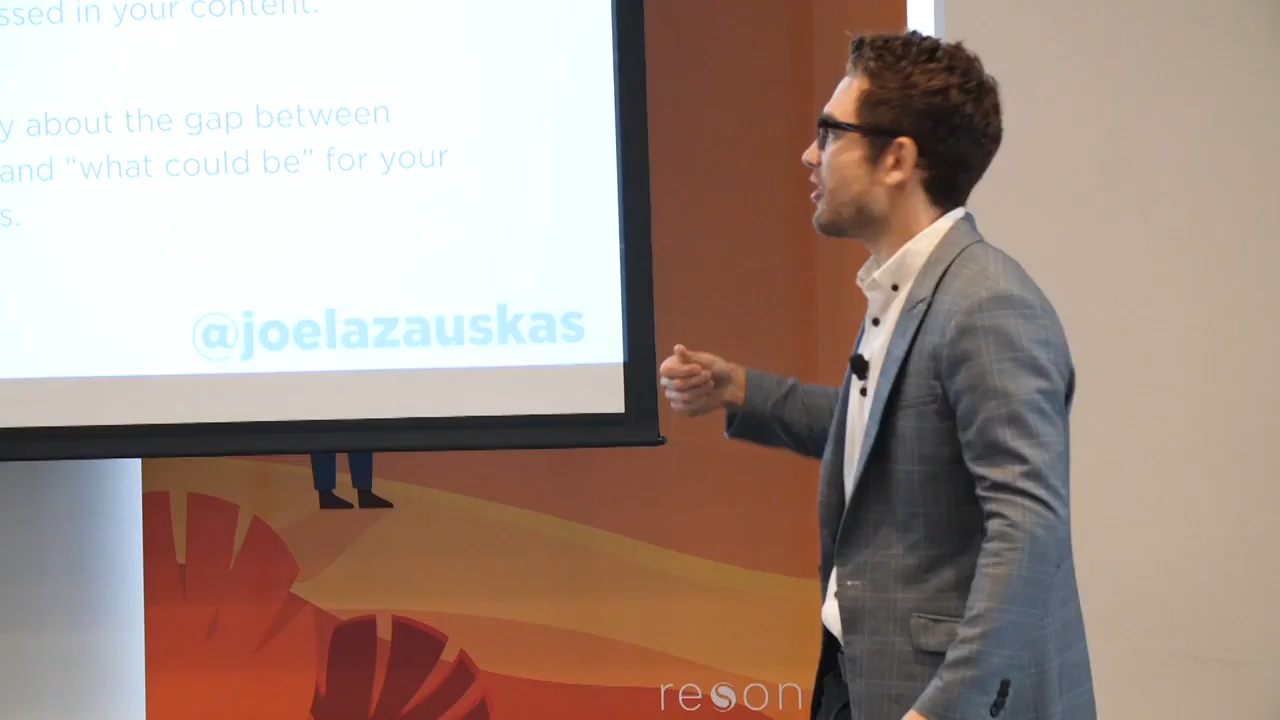 ssed in your content.
y about the gap between
and “what could be” for your
s.
@joelazauskas
reson